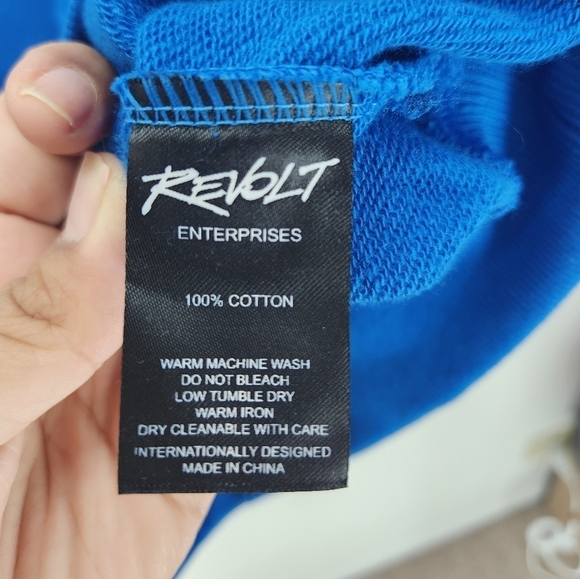 REVOLT
ENTERPRISES
100% COTTON
WARM MACHINE WASH
DO NOT BLEACH
LOW TUMBLE DRY
WARM IRON
DRY CLEANABLE WITH CARE
INTERNATIONALLY DESIGNED
MADE IN CHINA